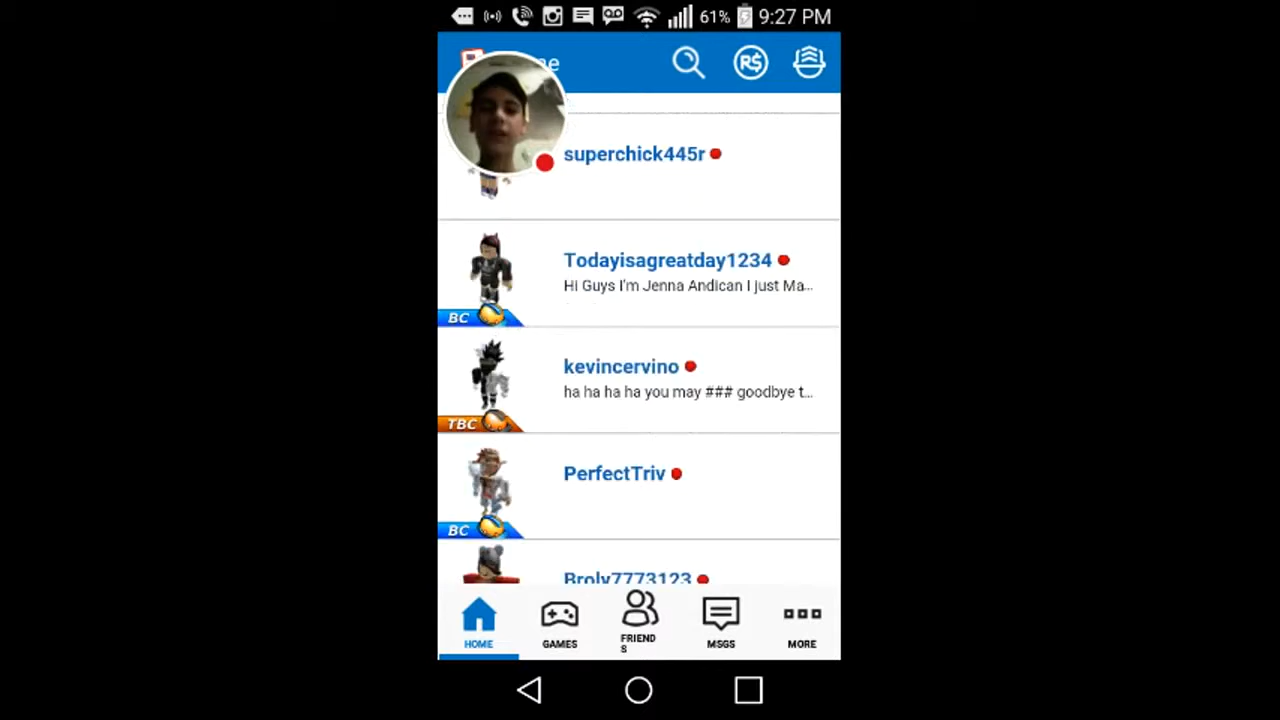 61% 9:27 PM
R$
superchick445r
Todayisagreatday1234
Hi Guys I'm Jenna Andican I just Ma...
BC
kevincervino
ha ha ha ha you may ### goodbye t...
TBC
PerfectTriv
BC
Broly7773123
HOME
GAMES
FRIEND
S
MSGS
MORE